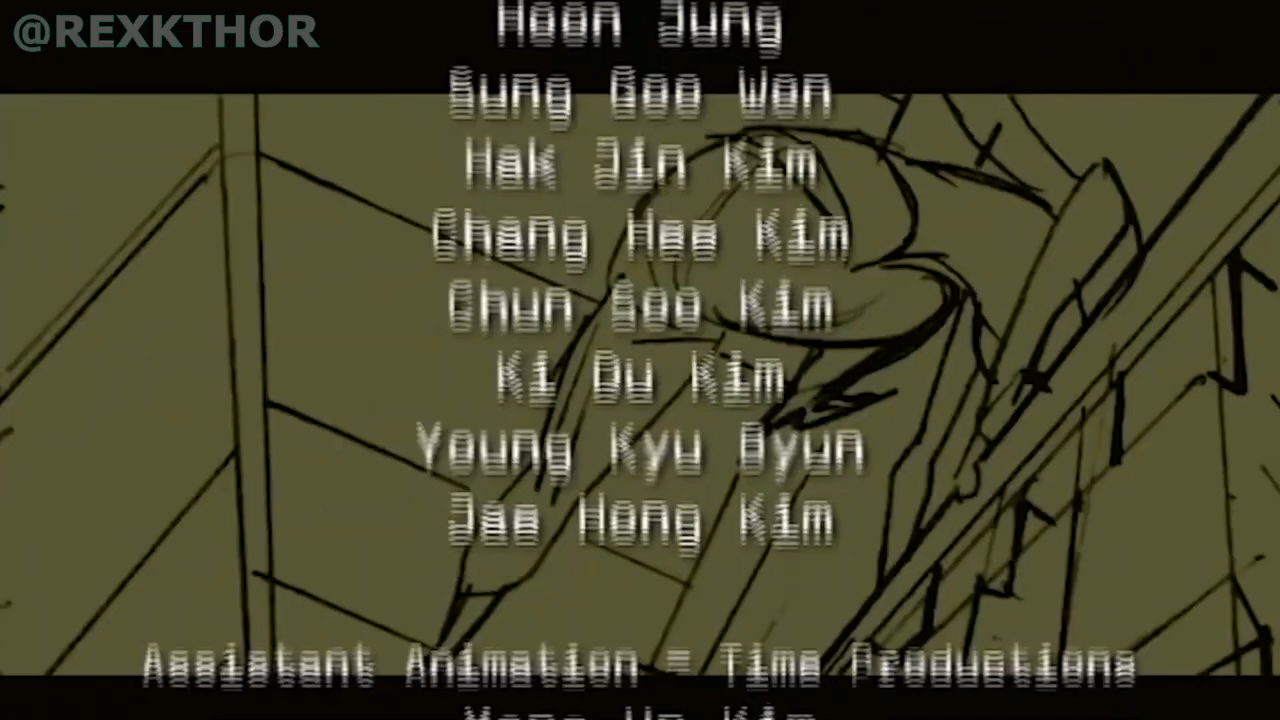 @REXKTHOR
Hoon Jung
Sung Goo Won
Hak Jin Kim
Chang Hee Kim
Chun Goo Kim
Ki Du Kim
Young Kyu Byun
Jae Hong Kim
Assistant Animation = Time Productions